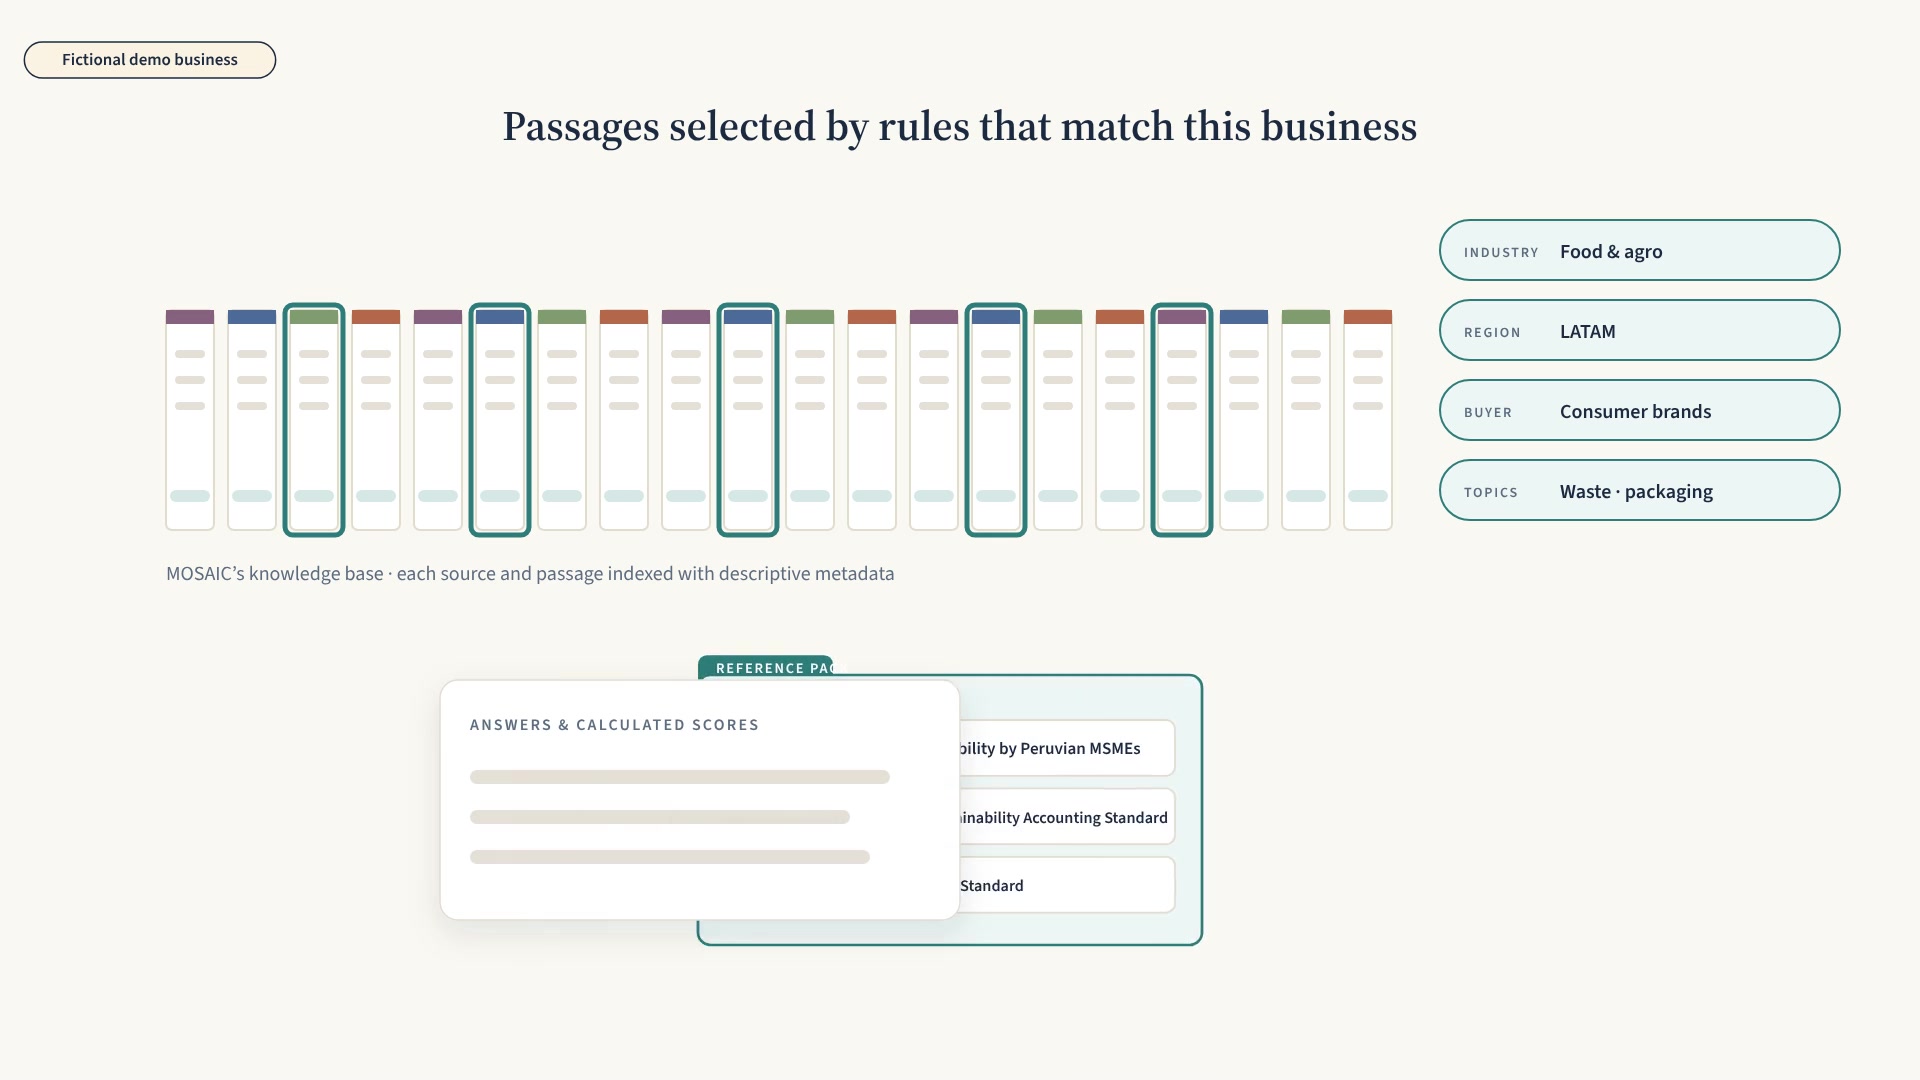 Fictional demo business
Passages selected by rules that match this business
INDUSTRY Food & agro
REGION LATAM
BUYER Consumer brands
TOPICS Waste · packaging
MOSAIC’s knowledge base · each source and passage indexed with descriptive metadata
REFERENCE
ANSWERS & CALCULATED SCORES
by Peruvian MSMEs
Accounting Standard
Standard